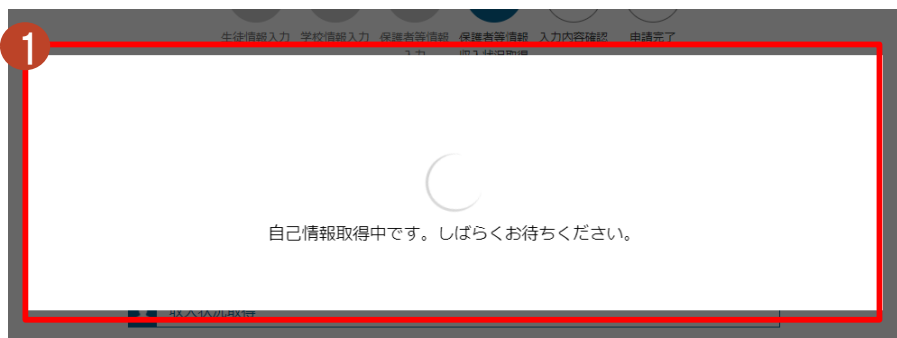 生徒情報入力 学校情報入力 保護者等情報 保護者等情報 入力内容確認 申請完了
入力 収入状況取得
1
自己情報取得中です。しばらくお待ちください。
収入状況取得